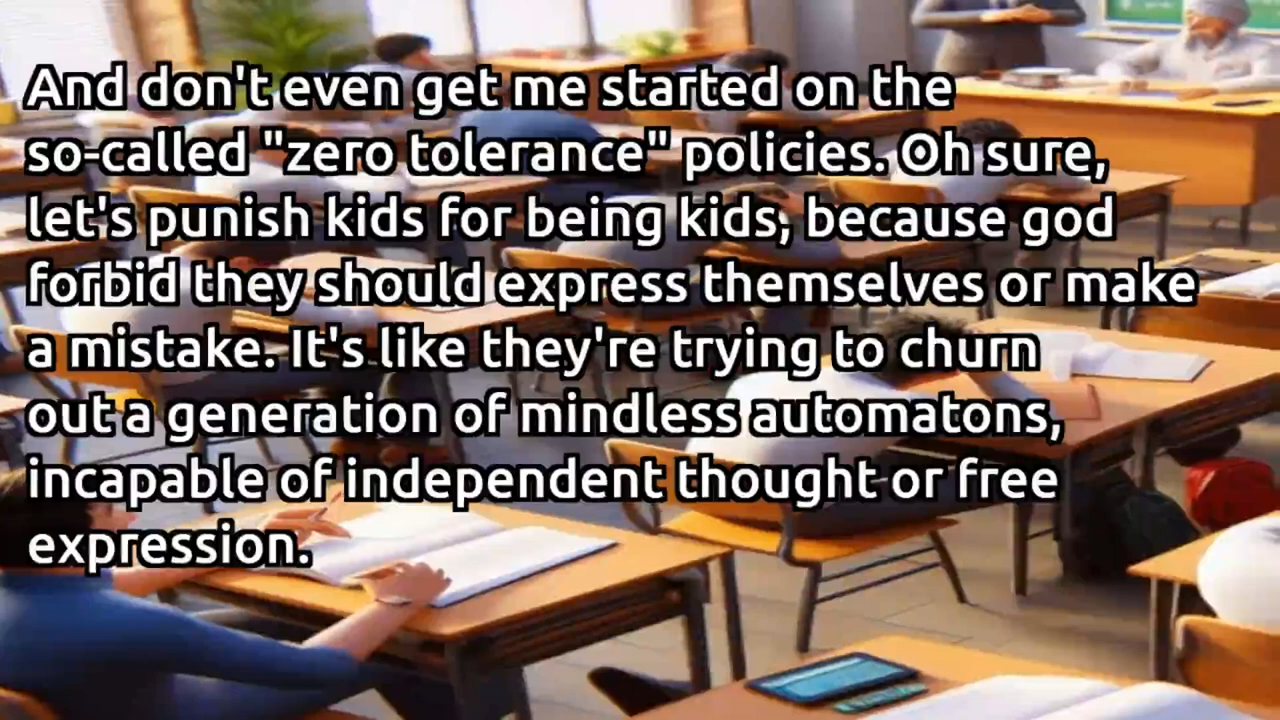 And don't even get me started on the
so-called "zero tolerance" policies. Oh sure,
let's punish kids for being kids, because god
forbid they should express themselves or make
a mistake. It's like they're trying to churn
out a generation of mindless automatons,
incapable of independent thought or free
expression.